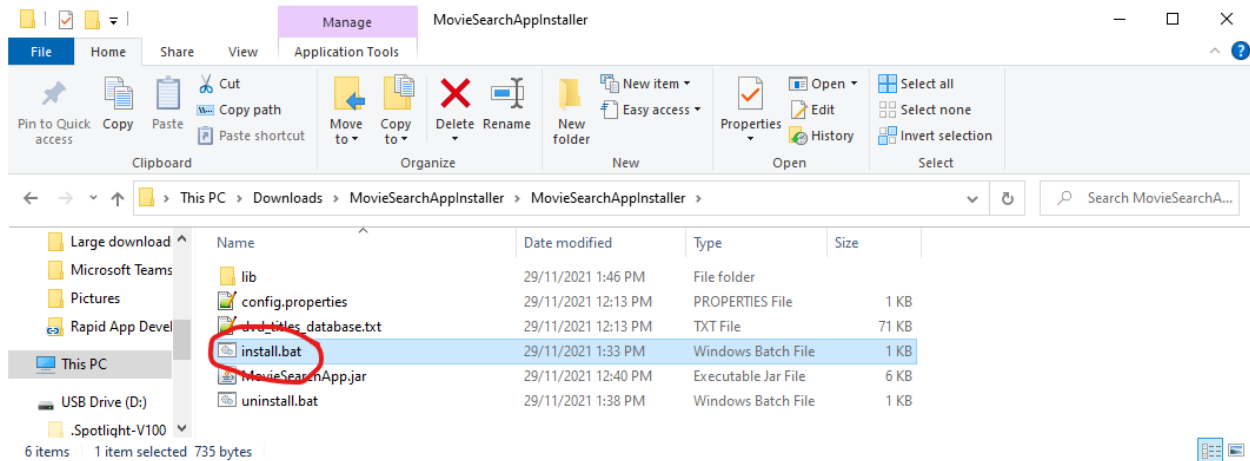 Manage
MovieSearchAppInstaller
File
Home
Share
View
Application Tools
Pin to Quick access
Copy
Paste
Cut
Copy path
Paste shortcut
Clipboard
Move to
Copy to
Delete
Rename
Organize
New folder
New item
Easy access
New
Properties
Open
Edit
History
Open
Select all
Select none
Invert selection
Select
This PC > Downloads > MovieSearchAppInstaller > MovieSearchAppInstaller >
Search MovieSearchA...
Name Date modified Type Size
Large download
Microsoft Teams
Pictures
Rapid App Devel
This PC
USB Drive (D:)
.Spotlight-V100
lib 29/11/2021 1:46 PM File folder
config.properties 29/11/2021 12:13 PM PROPERTIES File 1 KB
dvd_titles_database.txt 29/11/2021 12:13 PM TXT File 71 KB
install.bat 29/11/2021 1:33 PM Windows Batch File 1 KB
MovieSearchApp.jar 29/11/2021 12:40 PM Executable Jar File 6 KB
uninstall.bat 29/11/2021 1:38 PM Windows Batch File 1 KB
6 items 1 item selected 735 bytes